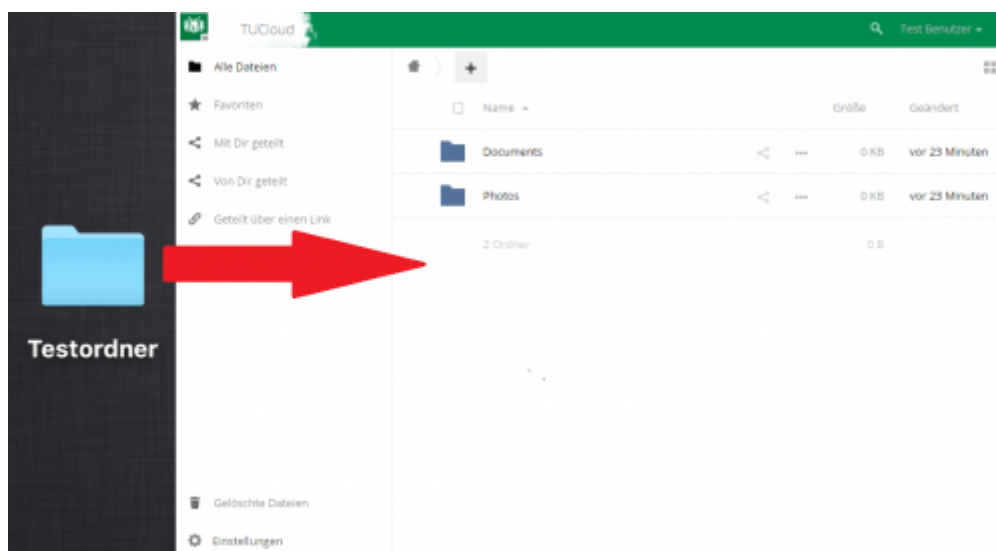 TUCloud
Test Benutzer
Alle Dateien
Favoriten
Mit Dir geteilt
Von Dir geteilt
Geteilt über einen Link
Gelöschte Dateien
Einstellungen
Name Größe Geändert
Documents 0 KB vor 23 Minuten
Photos 0 KB vor 23 Minuten
2 Ordner 0 B
Testordner